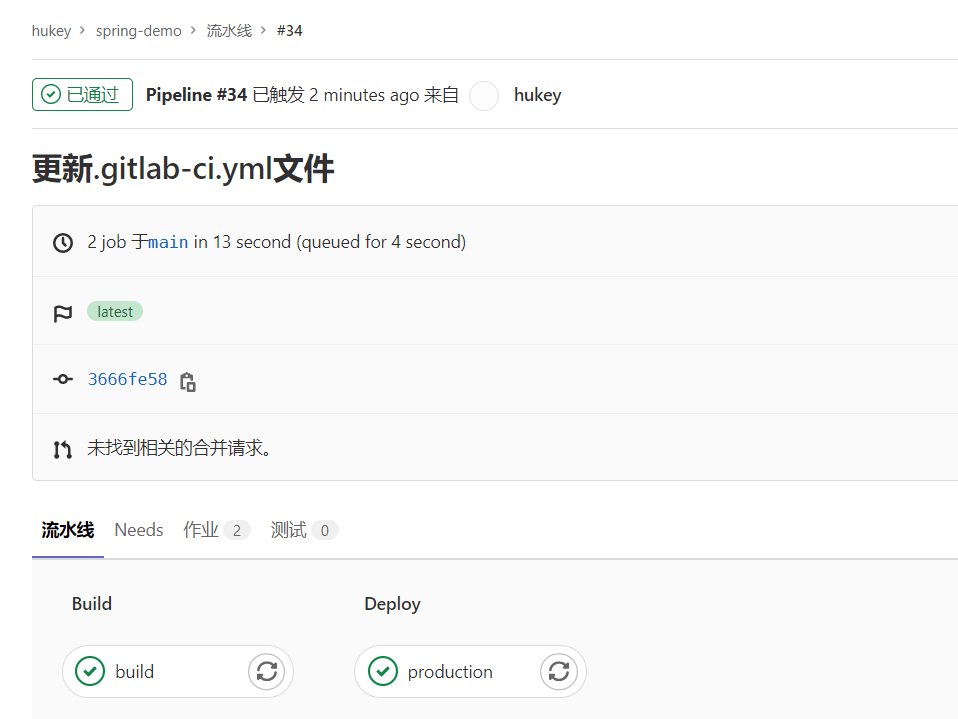 hukey > spring-demo > 流水线 > #34
已通过 Pipeline #34 已触发 2 minutes ago 来自 hukey
更新.gitlab-ci.yml文件
2 job 于main in 13 second (queued for 4 second)
latest
3666fe58
未找到相关的合并请求。
流水线 Needs 作业 2 测试 0
Build Deploy
build production